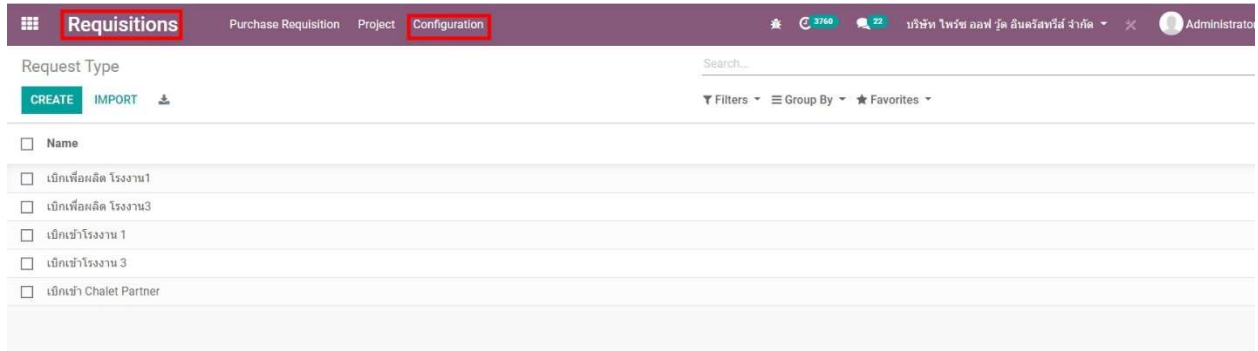 Requisitions Purchase Requisition Project Configuration 3760 22 บริษัท ไพร์ซ ออฟ วู้ด อินดรัสทรีส์ จำกัด Administrator
Request Type Search...
CREATE IMPORT Filters Group By Favorites
Name
เบิกเพื่อผลิต โรงงาน1
เบิกเพื่อผลิต โรงงาน3
เบิกเข้าโรงงาน 1
เบิกเข้าโรงงาน 3
เบิกเข้า Chalet Partner